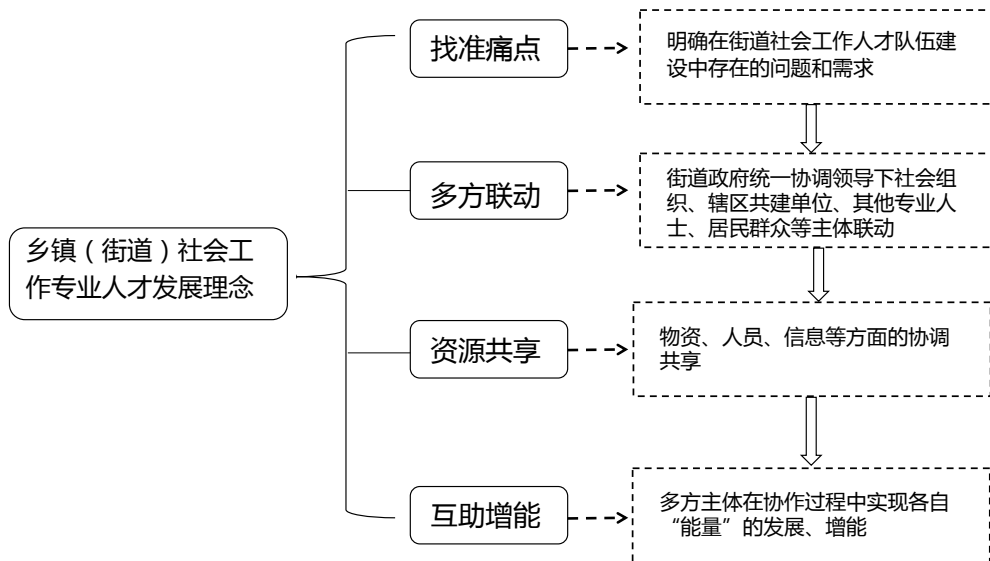 找准痛点
明确在街道社会工作人才队伍建
设中存在的问题和需求
多方联动
街道政府统一协调领导下社会组
织、辖区共建单位、其他专业人
士、居民群众等主体联动
乡镇（街道）社会工
作专业人才发展理念
资源共享
物资、人员、信息等方面的协调
共享
互助增能
多方主体在协作过程中实现各自
“能量”的发展、增能